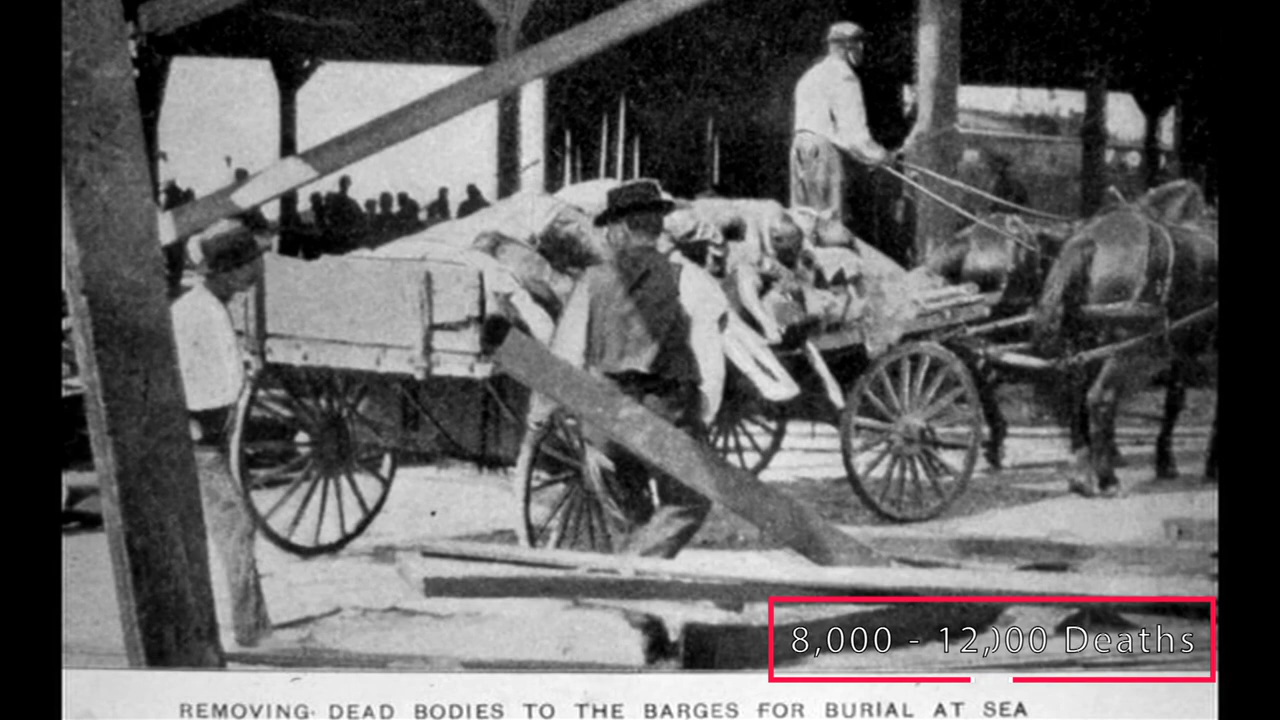 8,000 - 12,000 Deaths
REMOVING DEAD BODIES TO THE BARGES FOR BURIAL AT SEA